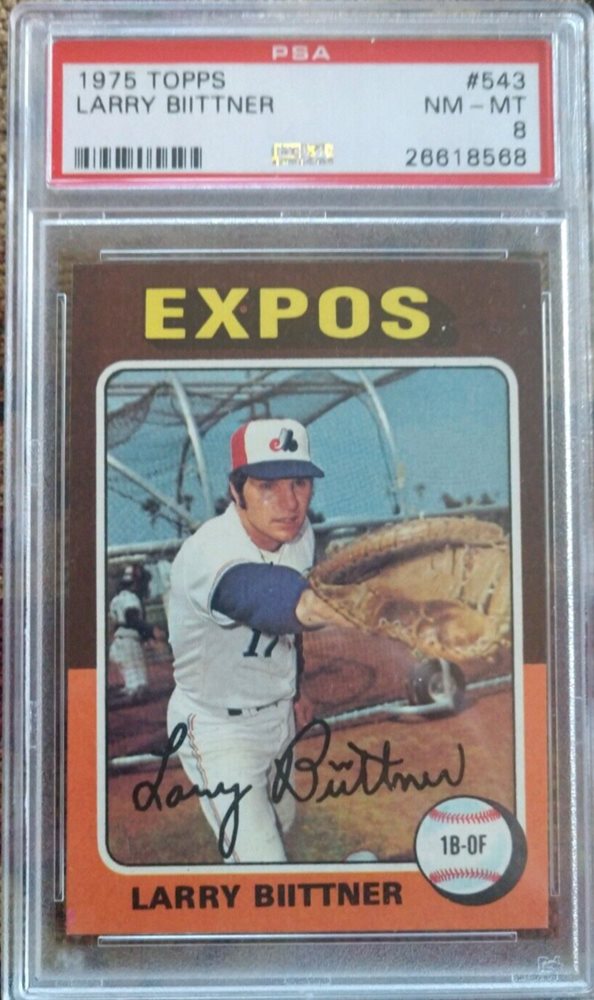 PSA
1975 TOPPS #543
LARRY BIITTNER NM - MT
8
26618568
EXPOS
17
Larry Biittner
1B-OF
LARRY BIITTNER